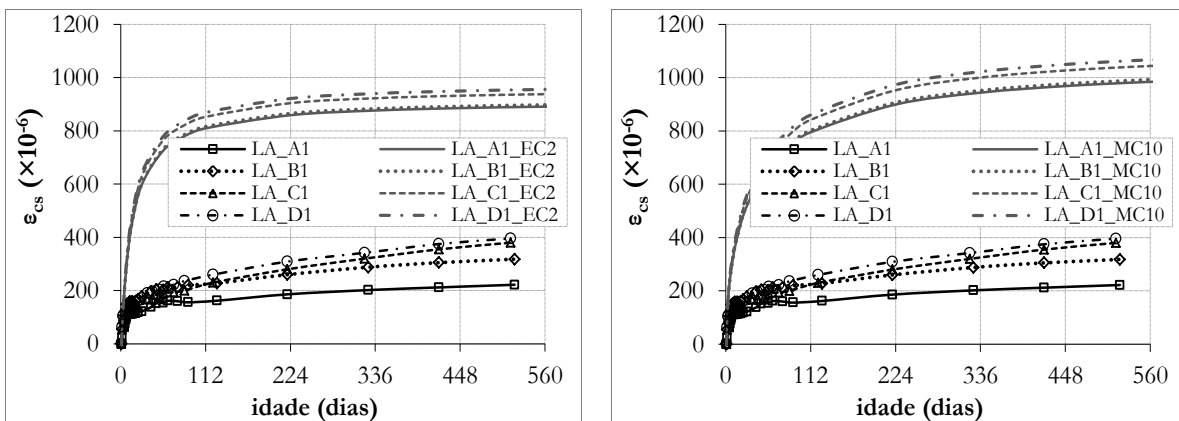 1200
1000
800
600
400
200
0
εcs (×10⁻⁶)
LA_A1 LA_A1_EC2
LA_B1 LA_B1_EC2
LA_C1 LA_C1_EC2
LA_D1 LA_D1_EC2
0 112 224 336 448 560
idade (dias)
1200
1000
800
600
400
200
0
εcs (×10⁻⁶)
LA_A1 LA_A1_MC10
LA_B1 LA_B1_MC10
LA_C1 LA_C1_MC10
LA_D1 LA_D1_MC10
0 112 224 336 448 560
idade (dias)